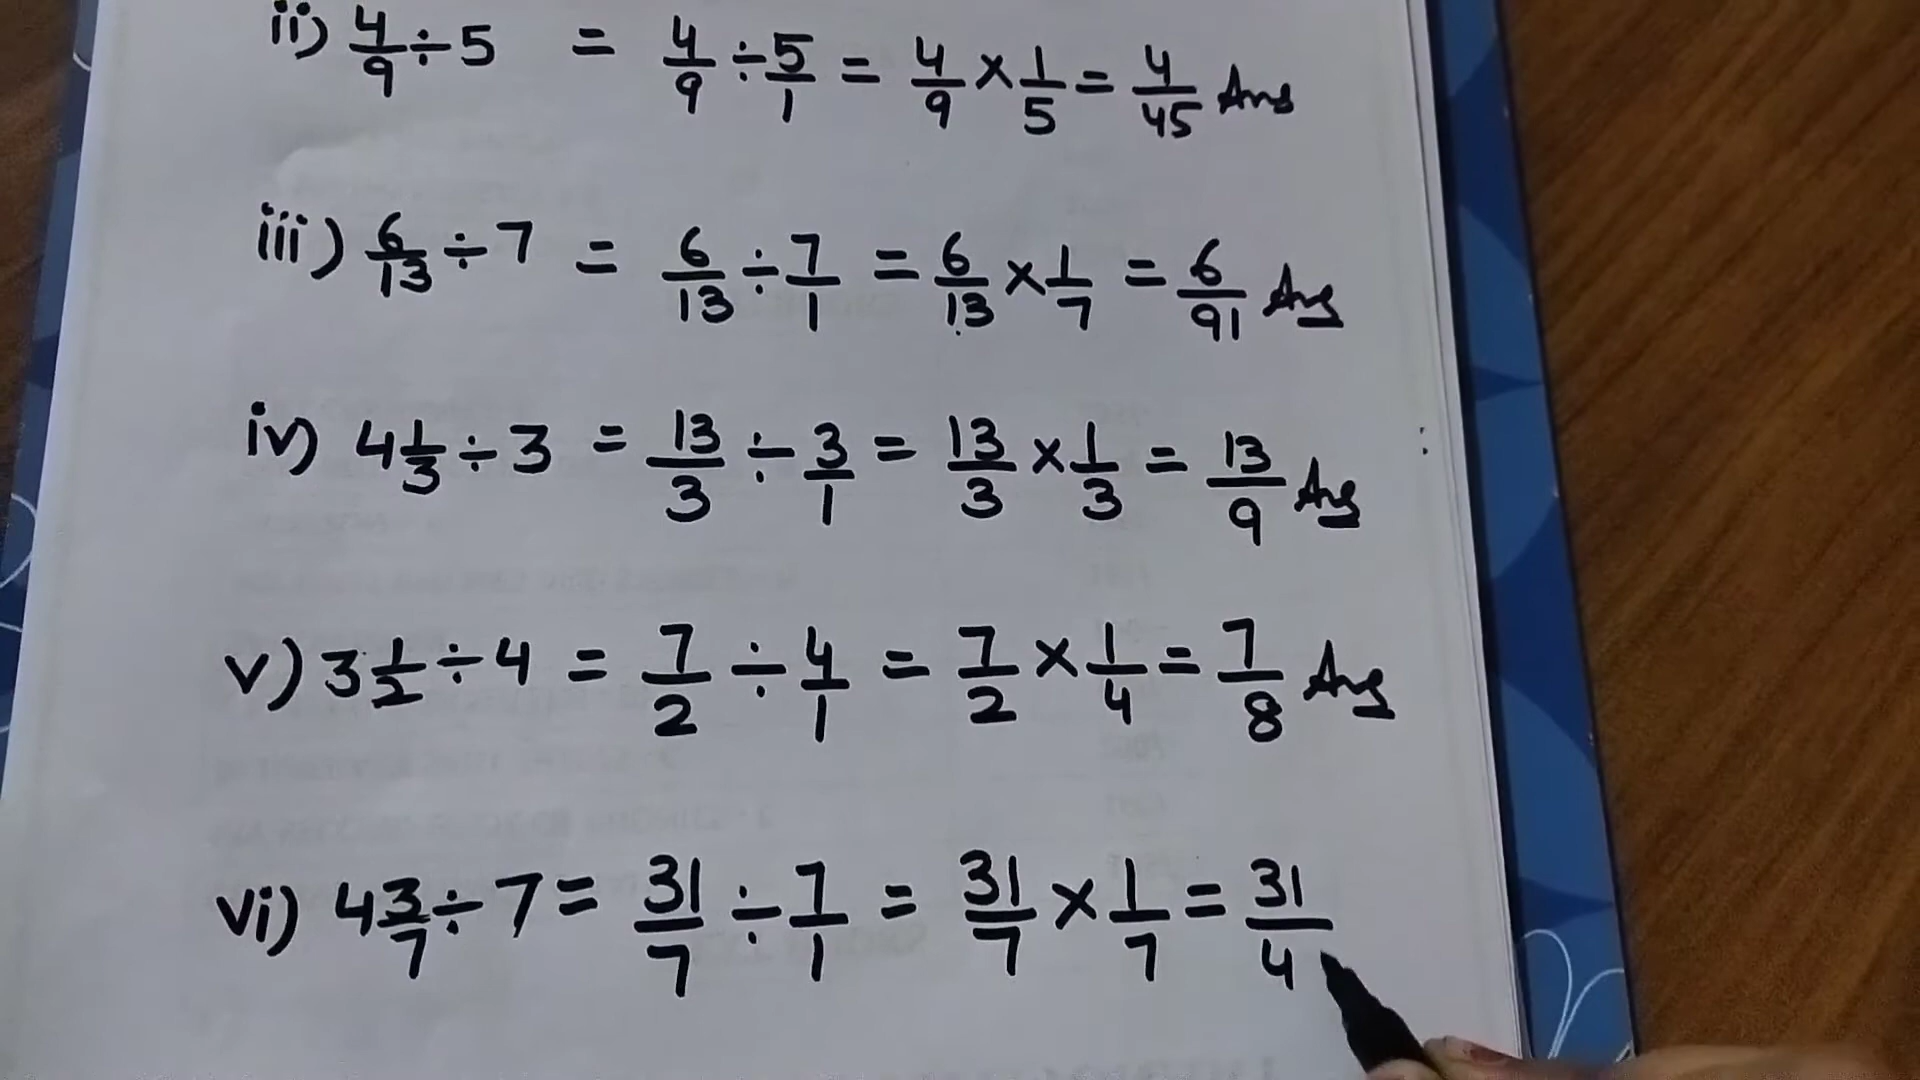 ii) 4/9 ÷ 5 = 4/9 ÷ 5/1 = 4/9 × 1/5 = 4/45 Ans
iii) 6/13 ÷ 7 = 6/13 ÷ 7/1 = 6/13 × 1/7 = 6/91 Ans
iv) 4 1/3 ÷ 3 = 13/3 ÷ 3/1 = 13/3 × 1/3 = 13/9 Ans
v) 3 1/2 ÷ 4 = 7/2 ÷ 4/1 = 7/2 × 1/4 = 7/8 Ans
vi) 4 3/7 ÷ 7 = 31/7 ÷ 7/1 = 31/7 × 1/7 = 31/4